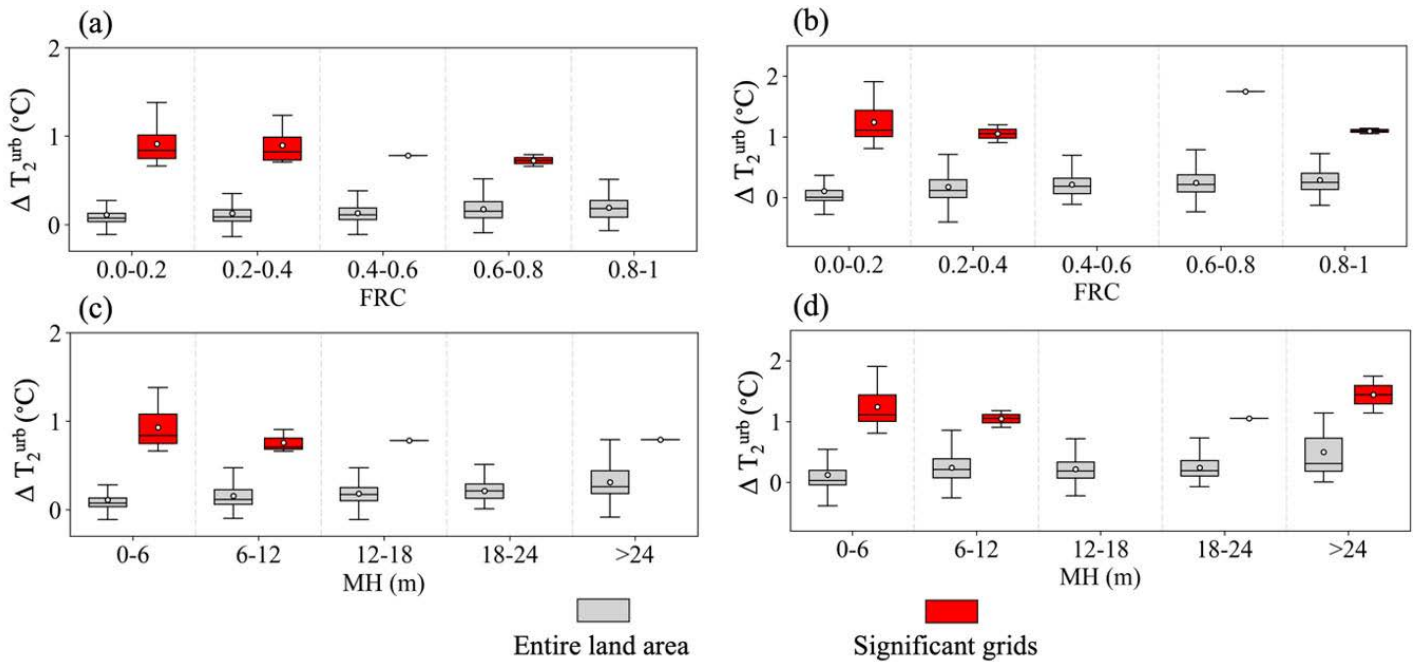 (a)
2
1
0
Δ T₂ᵘʳᵇ (°C)
0.0-0.2 0.2-0.4 0.4-0.6 0.6-0.8 0.8-1
FRC
(b)
2
1
0
Δ T₂ᵘʳᵇ (°C)
0.0-0.2 0.2-0.4 0.4-0.6 0.6-0.8 0.8-1
FRC
(c)
2
1
0
Δ T₂ᵘʳᵇ (°C)
0-6 6-12 12-18 18-24 >24
MH (m)
(d)
2
1
0
Δ T₂ᵘʳᵇ (°C)
0-6 6-12 12-18 18-24 >24
MH (m)
Entire land area
Significant grids